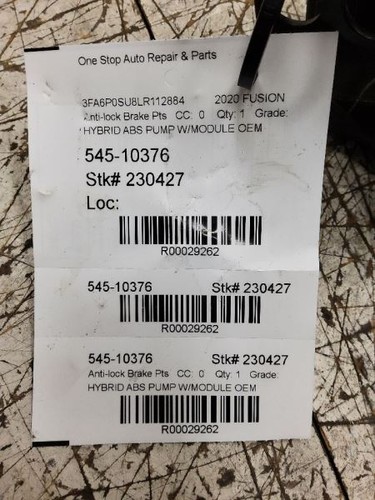 One Stop Auto Repair & Parts
3FA6P0SU8LR112884 2020 FUSION
Anti-lock Brake Pts CC: 0 Qty: 1 Grade:
HYBRID ABS PUMP W/MODULE OEM
545-10376
Stk# 230427
Loc:
R00029262
545-10376 Stk# 230427
R00029262
545-10376 Stk# 230427
Anti-lock Brake Pts CC: 0 Qty: 1 Grade:
HYBRID ABS PUMP W/MODULE OEM
R00029262